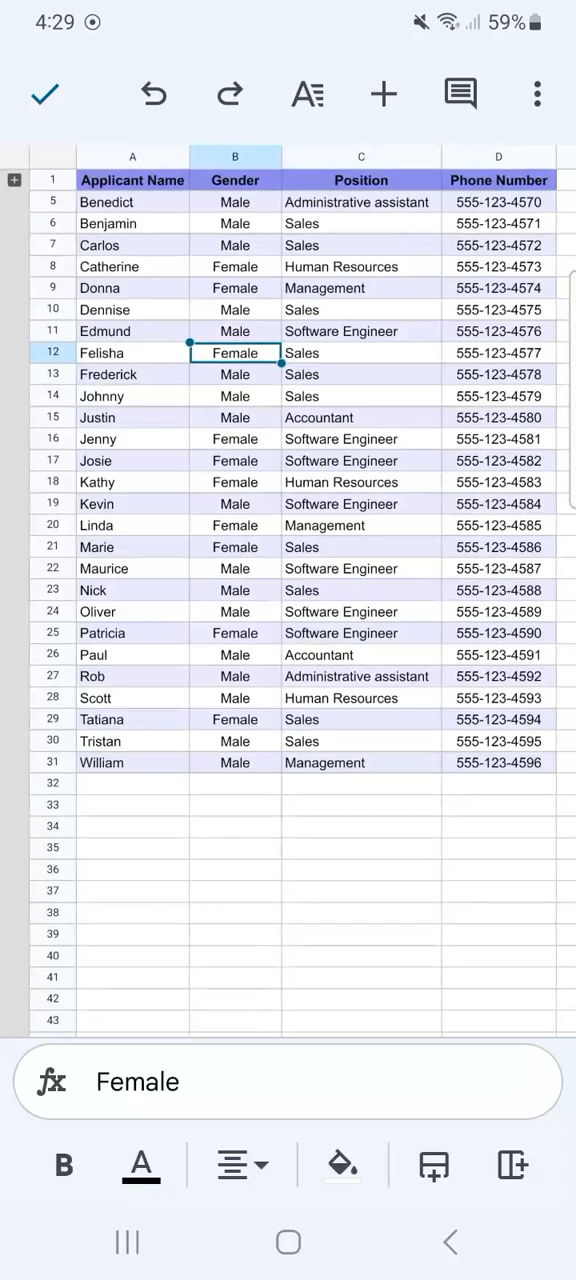 4:29 59%
A B C D
1 Applicant Name Gender Position Phone Number
5 Benedict Male Administrative assistant 555-123-4570
6 Benjamin Male Sales 555-123-4571
7 Carlos Male Sales 555-123-4572
8 Catherine Female Human Resources 555-123-4573
9 Donna Female Management 555-123-4574
10 Dennise Male Sales 555-123-4575
11 Edmund Male Software Engineer 555-123-4576
12 Felisha Female Sales 555-123-4577
13 Frederick Male Sales 555-123-4578
14 Johnny Male Sales 555-123-4579
15 Justin Male Accountant 555-123-4580
16 Jenny Female Software Engineer 555-123-4581
17 Josie Female Software Engineer 555-123-4582
18 Kathy Female Human Resources 555-123-4583
19 Kevin Male Software Engineer 555-123-4584
20 Linda Female Management 555-123-4585
21 Marie Female Sales 555-123-4586
22 Maurice Male Software Engineer 555-123-4587
23 Nick Male Sales 555-123-4588
24 Oliver Male Software Engineer 555-123-4589
25 Patricia Female Software Engineer 555-123-4590
26 Paul Male Accountant 555-123-4591
27 Rob Male Administrative assistant 555-123-4592
28 Scott Male Human Resources 555-123-4593
29 Tatiana Female Sales 555-123-4594
30 Tristan Male Sales 555-123-4595
31 William Male Management 555-123-4596
32
33
34
35
36
37
38
39
40
41
42
43
fx Female
B A